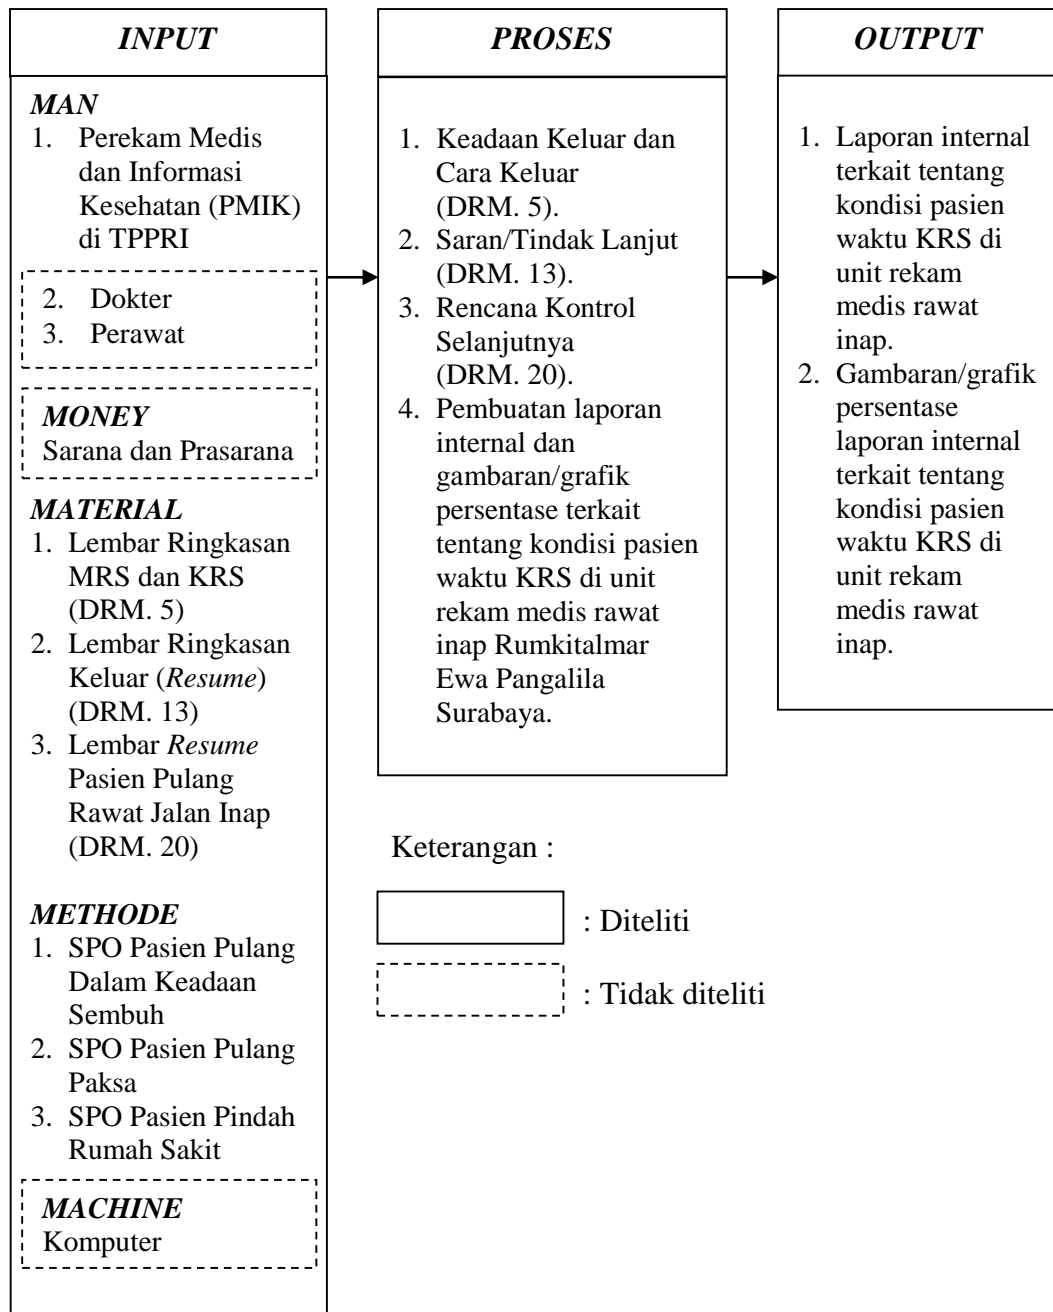 INPUT
MAN
1. Perekam Medis
dan Informasi
Kesehatan (PMIK)
di TPPRI
2. Dokter
3. Perawat
MONEY
Sarana dan Prasarana
MATERIAL
1. Lembar Ringkasan
MRS dan KRS
(DRM. 5)
2. Lembar Ringkasan
Keluar (Resume)
(DRM. 13)
3. Lembar Resume
Pasien Pulang
Rawat Jalan Inap
(DRM. 20)
METHODE
1. SPO Pasien Pulang
Dalam Keadaan
Sembuh
2. SPO Pasien Pulang
Paksa
3. SPO Pasien Pindah
Rumah Sakit
MACHINE
Komputer
PROSES
1. Keadaan Keluar dan
Cara Keluar
(DRM. 5).
2. Saran/Tindak Lanjut
(DRM. 13).
3. Rencana Kontrol
Selanjutnya
(DRM. 20).
4. Pembuatan laporan
internal dan
gambaran/grafik
persentase terkait
tentang kondisi pasien
waktu KRS di unit
rekam medis rawat
inap Rumkitalmar
Ewa Pangalila
Surabaya.
OUTPUT
1. Laporan internal
terkait tentang
kondisi pasien
waktu KRS di
unit rekam
medis rawat
inap.
2. Gambaran/grafik
persentase
laporan internal
terkait tentang
kondisi pasien
waktu KRS di
unit rekam
medis rawat
inap.
Keterangan :
: Diteliti
: Tidak diteliti